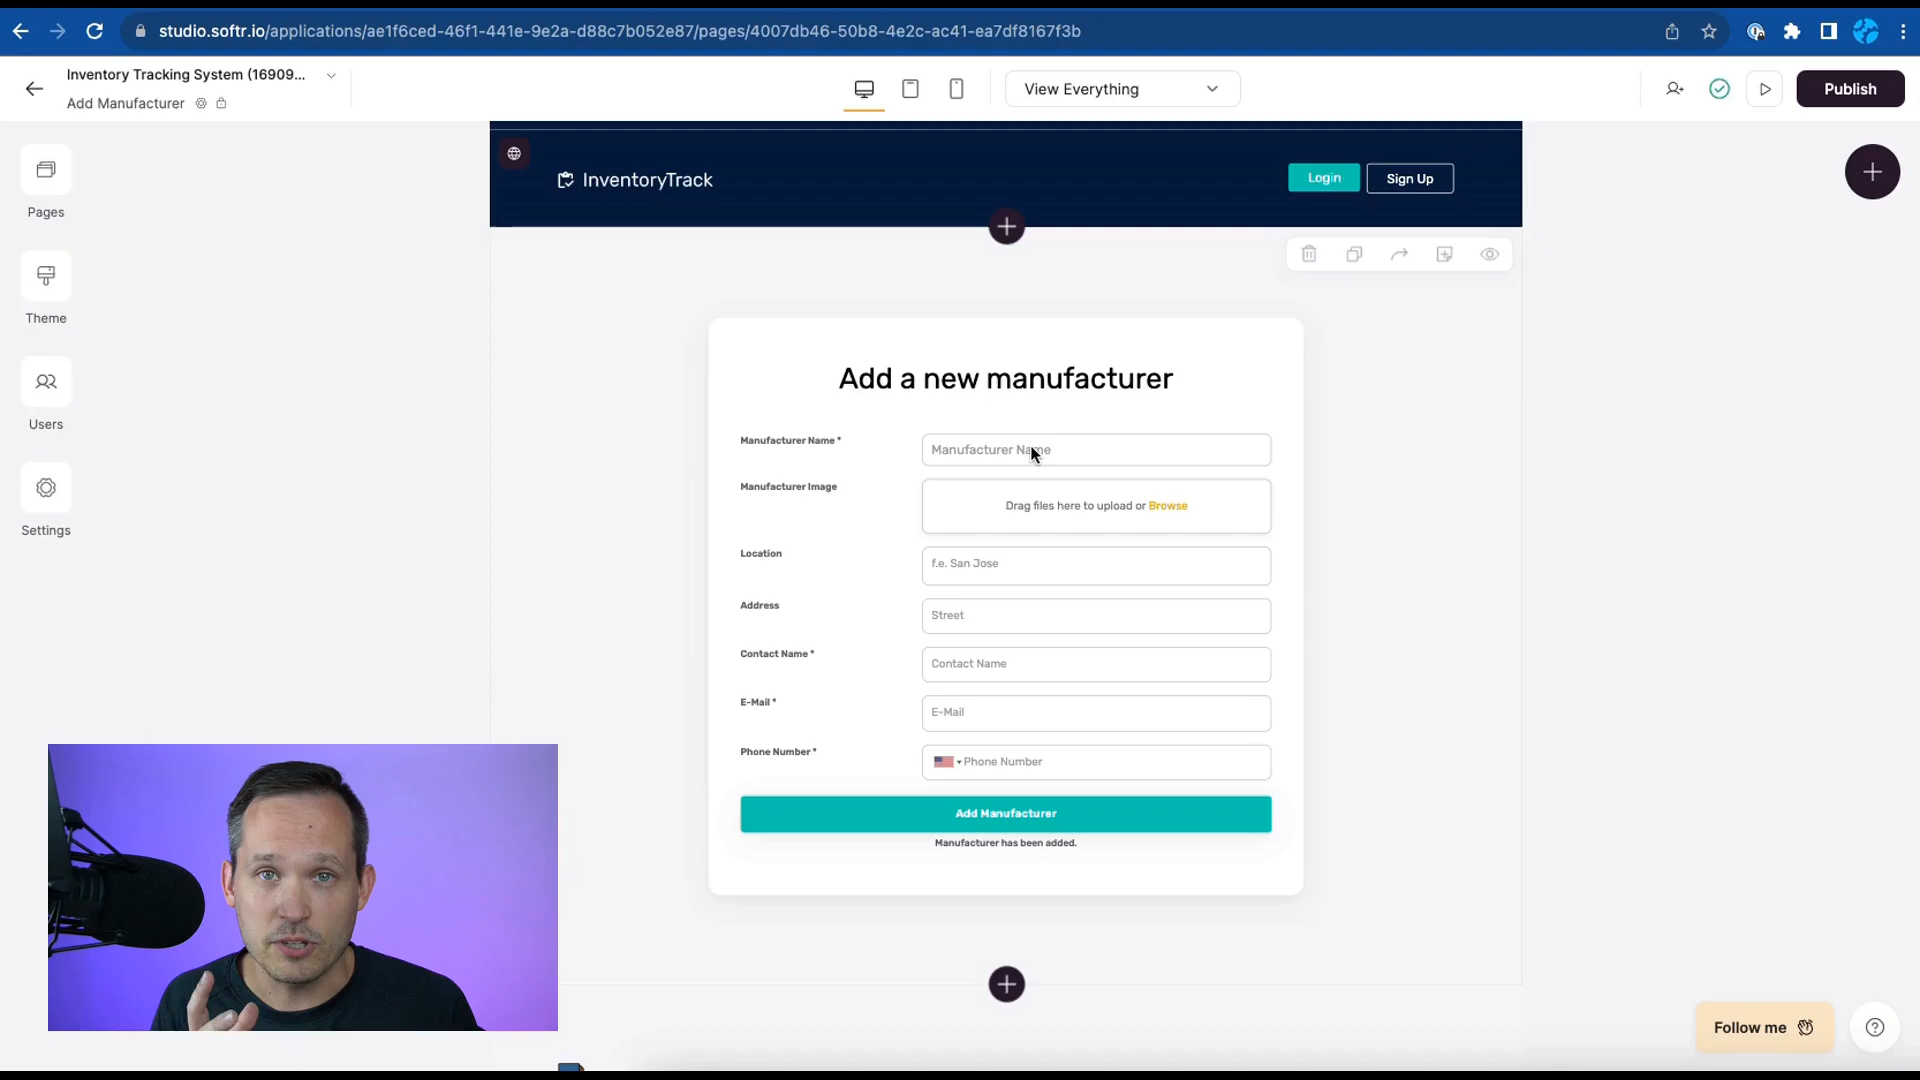 studio.softr.io/applications/ae1f6ced-46f1-441e-9e2a-d88c7b052e87/pages/4007db46-50b8-4e2c-ac41-ea7df8167f3b
Inventory Tracking System (16909...
Add Manufacturer
View Everything
Publish
Pages
Theme
Users
Settings
InventoryTrack
Login
Sign Up
Add a new manufacturer
Manufacturer Name *
Manufacturer Name
Manufacturer Image
Drag files here to upload or Browse
Location
f.e. San Jose
Address
Street
Contact Name *
Contact Name
E-Mail *
E-Mail
Phone Number *
Phone Number
Add Manufacturer
Manufacturer has been added.
Follow me